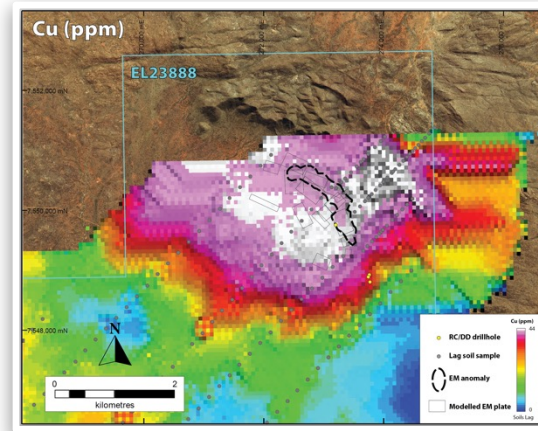 Cu (ppm)
EL23888
7,552,000 mN
7,550,000 mN
7,548,000 mN
N
0 2
kilometres
RC/DD drillhole
Lag soil sample
EM anomaly
Modelled EM plate
Cu (ppm)
44
0
Soils Lag